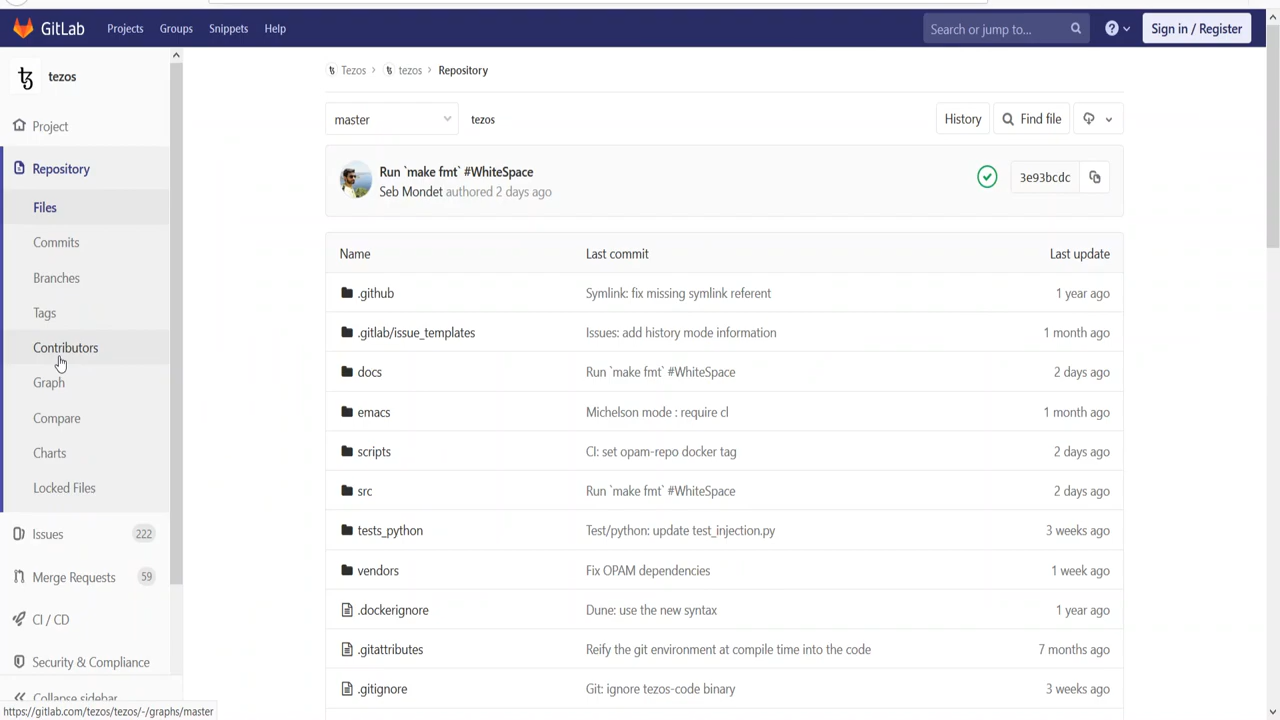 GitLab
Projects
Groups
Snippets
Help
Search or jump to...
Sign in / Register
tezos
Project
Repository
Files
Commits
Branches
Tags
Contributors
Graph
Compare
Charts
Locked Files
Issues 222
Merge Requests 59
CI / CD
Security & Compliance
Collapse sidebar
https://gitlab.com/tezos/tezos/-/graphs/master
Tezos > tezos > Repository
master
tezos
History
Find file
Run `make fmt` #WhiteSpace
Seb Mondet authored 2 days ago
3e93bcdc
Name Last commit Last update
.github Symlink: fix missing symlink referent 1 year ago
.gitlab/issue_templates Issues: add history mode information 1 month ago
docs Run `make fmt` #WhiteSpace 2 days ago
emacs Michelson mode : require cl 1 month ago
scripts CI: set opam-repo docker tag 2 days ago
src Run `make fmt` #WhiteSpace 2 days ago
tests_python Test/python: update test_injection.py 3 weeks ago
vendors Fix OPAM dependencies 1 week ago
.dockerignore Dune: use the new syntax 1 year ago
.gitattributes Reify the git environment at compile time into the code 7 months ago
.gitignore Git: ignore tezos-code binary 3 weeks ago